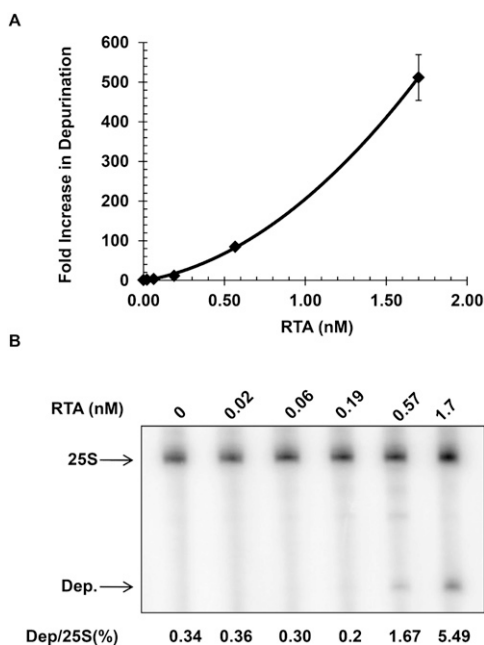 A
Fold Increase in Depurination
600
500
400
300
200
100
0
0.00 0.50 1.00 1.50 2.00
RTA (nM)
B
RTA (nM) 0 0.02 0.06 0.19 0.57 1.7
25S
Dep.
Dep/25S(%) 0.34 0.36 0.30 0.2 1.67 5.49